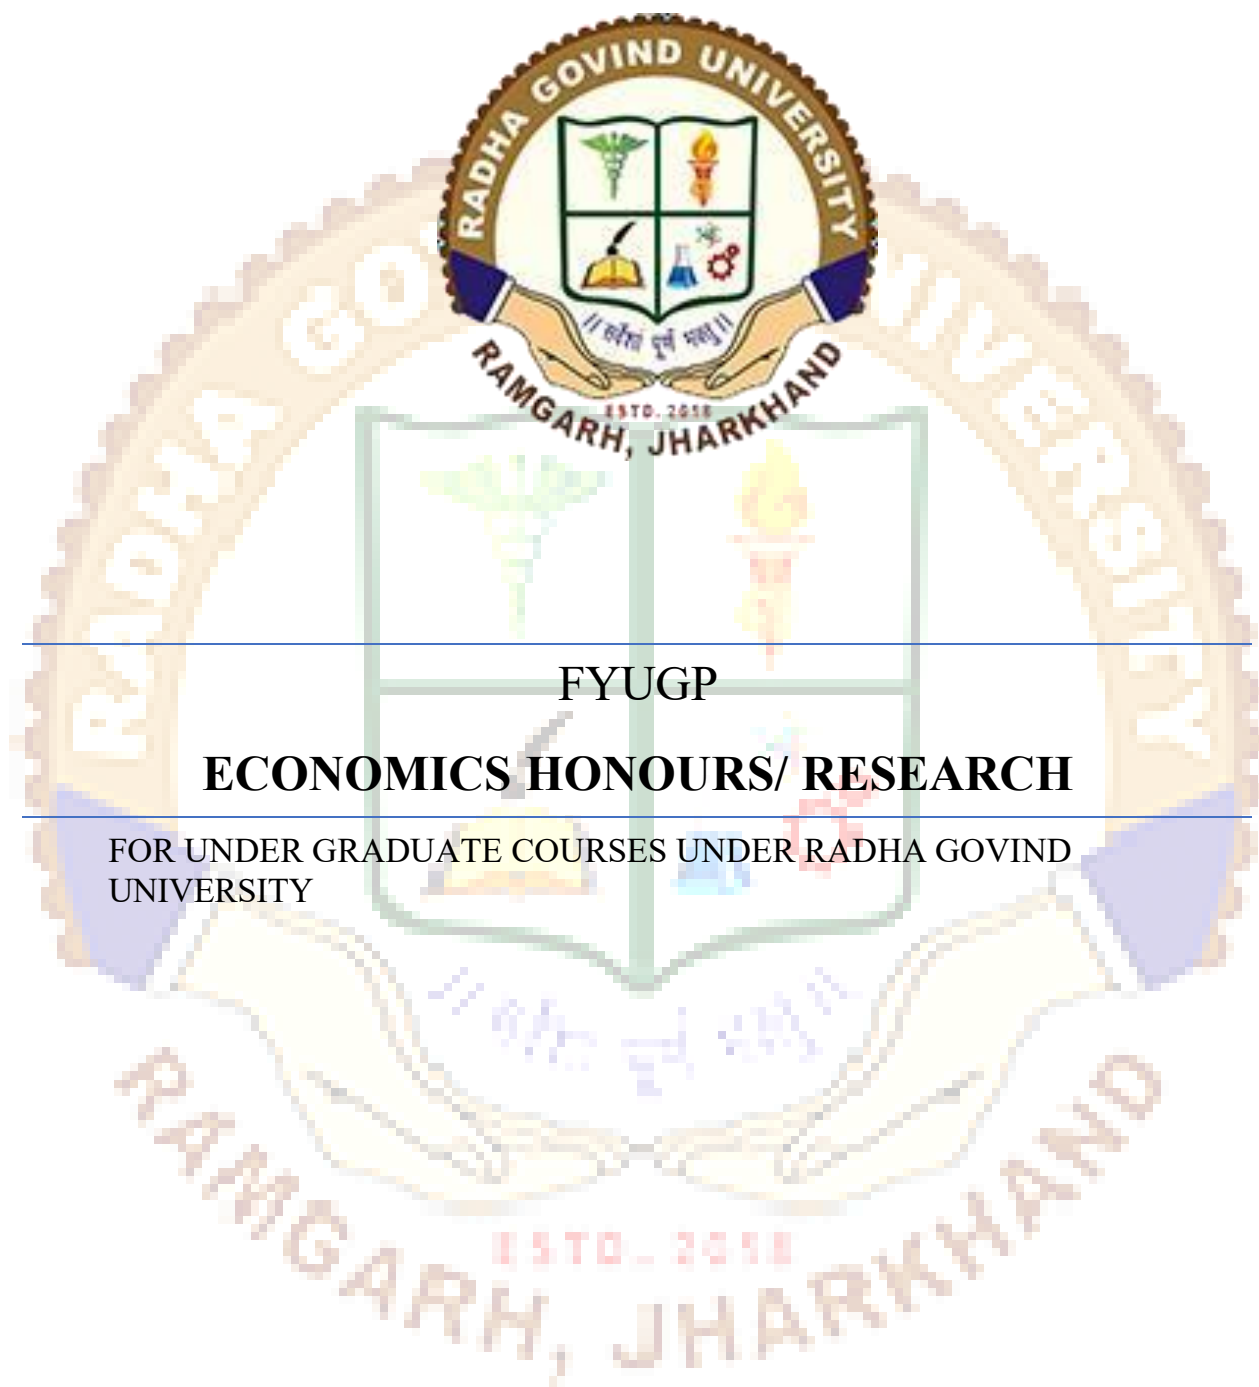 RADHA GOVIND UNIVERSITY
RAMGARH, JHARKHAND
ESTD. 2018
FYUGP
ECONOMICS HONOURS/ RESEARCH
FOR UNDER GRADUATE COURSES UNDER RADHA GOVIND
UNIVERSITY